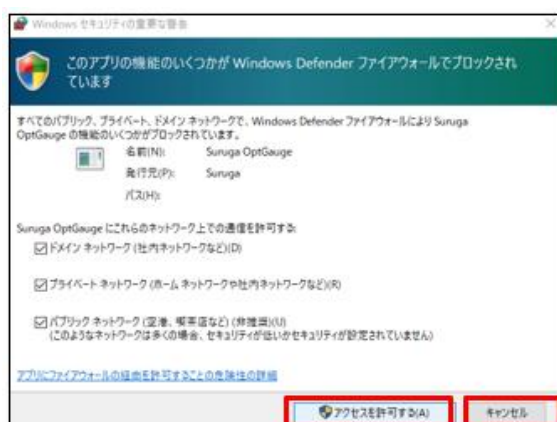 Windows セキュリティの重要な警告
このアプリの機能のいくつかが Windows Defender ファイアウォールでブロックされ
ています
すべてのパブリック、プライベート、ドメイン ネットワークで、Windows Defender ファイアウォールにより Suruga
OptGauge の機能のいくつかがブロックされています。
名前(N): Suruga OptGauge
発行元(P): Suruga
パス(H):
Suruga OptGauge にこれらのネットワーク上での通信を許可する:
ドメイン ネットワーク (社内ネットワークなど)(D)
プライベート ネットワーク (ホーム ネットワークや社内ネットワークなど)(R)
パブリック ネットワーク (空港、喫茶店など) (非推奨)(U)
(このようなネットワークは多くの場合、セキュリティが低いかセキュリティが設定されていません)
アプリにファイアウォールの経由を許可することの危険性の詳細
アクセスを許可する(A) キャンセル